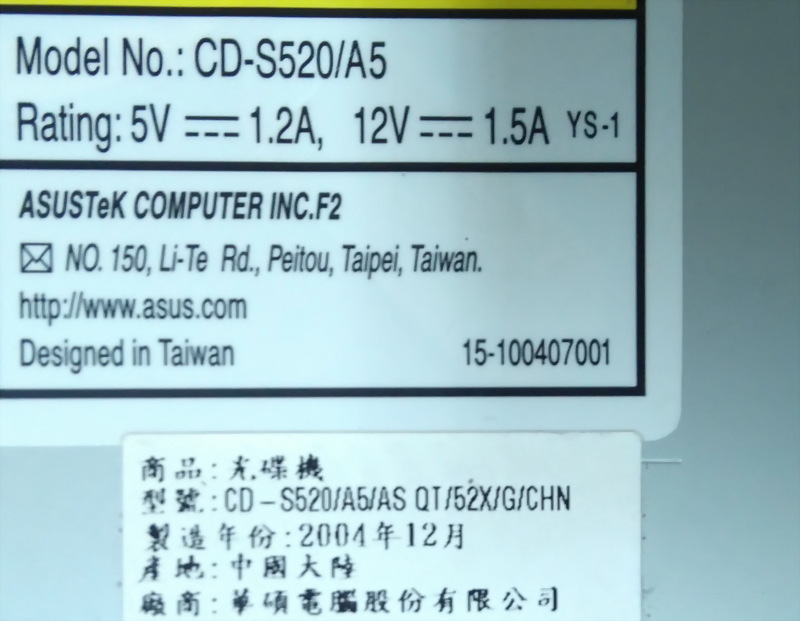 Model No.: CD-S520/A5
Rating: 5V ⎓ 1.2A, 12V ⎓ 1.5A YS-1
ASUSTeK COMPUTER INC.F2
NO. 150, Li-Te Rd., Peitou, Taipei, Taiwan.
http://www.asus.com
Designed in Taiwan 15-100407001
商品:光碟機
型號:CD-S520/A5/AS QT/52X/G/CHN
製造年份:2004年12月
產地:中國大陸
廠商:華碩電腦股份有限公司